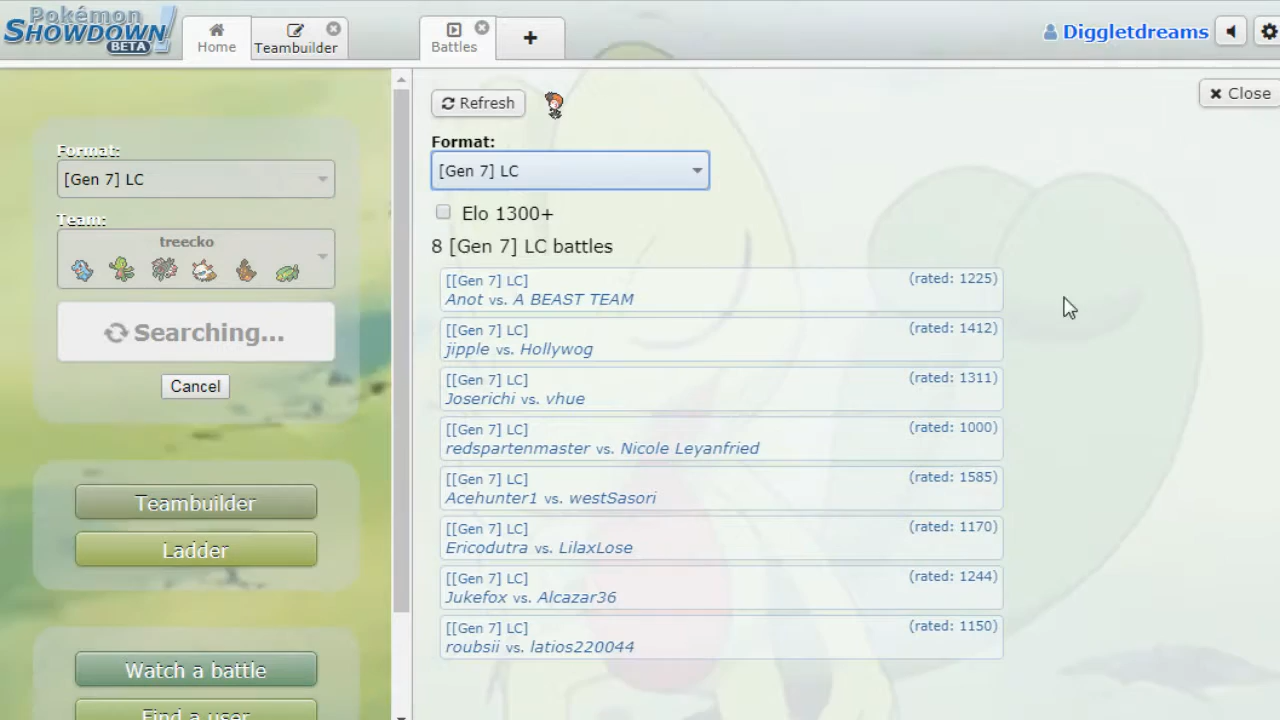 Pokémon
SHOWDOWN!
BETA
Home
Teambuilder
Battles
+
Diggletdreams
Format:
[Gen 7] LC
Team:
treecko
Searching...
Cancel
Teambuilder
Ladder
Watch a battle
Find a user
Refresh
Close
Format:
[Gen 7] LC
Elo 1300+
8 [Gen 7] LC battles
[[Gen 7] LC] (rated: 1225)
Anot vs. A BEAST TEAM
[[Gen 7] LC] (rated: 1412)
jipple vs. Hollywog
[[Gen 7] LC] (rated: 1311)
Joserichi vs. vhue
[[Gen 7] LC] (rated: 1000)
redspartenmaster vs. Nicole Leyanfried
[[Gen 7] LC] (rated: 1585)
Acehunter1 vs. westSasori
[[Gen 7] LC] (rated: 1170)
Ericodutra vs. LilaxLose
[[Gen 7] LC] (rated: 1244)
Jukefox vs. Alcazar36
[[Gen 7] LC] (rated: 1150)
roubsii vs. latios220044